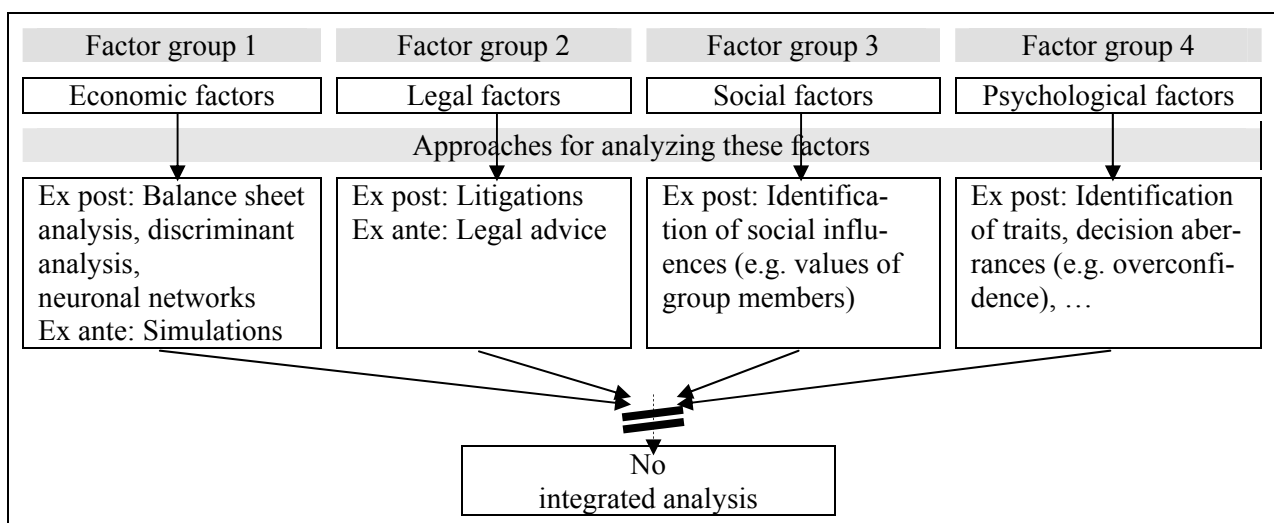 Factor group 1
Factor group 2
Factor group 3
Factor group 4
Economic factors
Legal factors
Social factors
Psychological factors
Approaches for analyzing these factors
Ex post: Balance sheet
analysis, discriminant
analysis,
neuronal networks
Ex ante: Simulations
Ex post: Litigations
Ex ante: Legal advice
Ex post: Identifica-
tion of social influ-
ences (e.g. values of
group members)
Ex post: Identification
of traits, decision aber-
rances (e.g. overconfi-
dence), …
No
integrated analysis